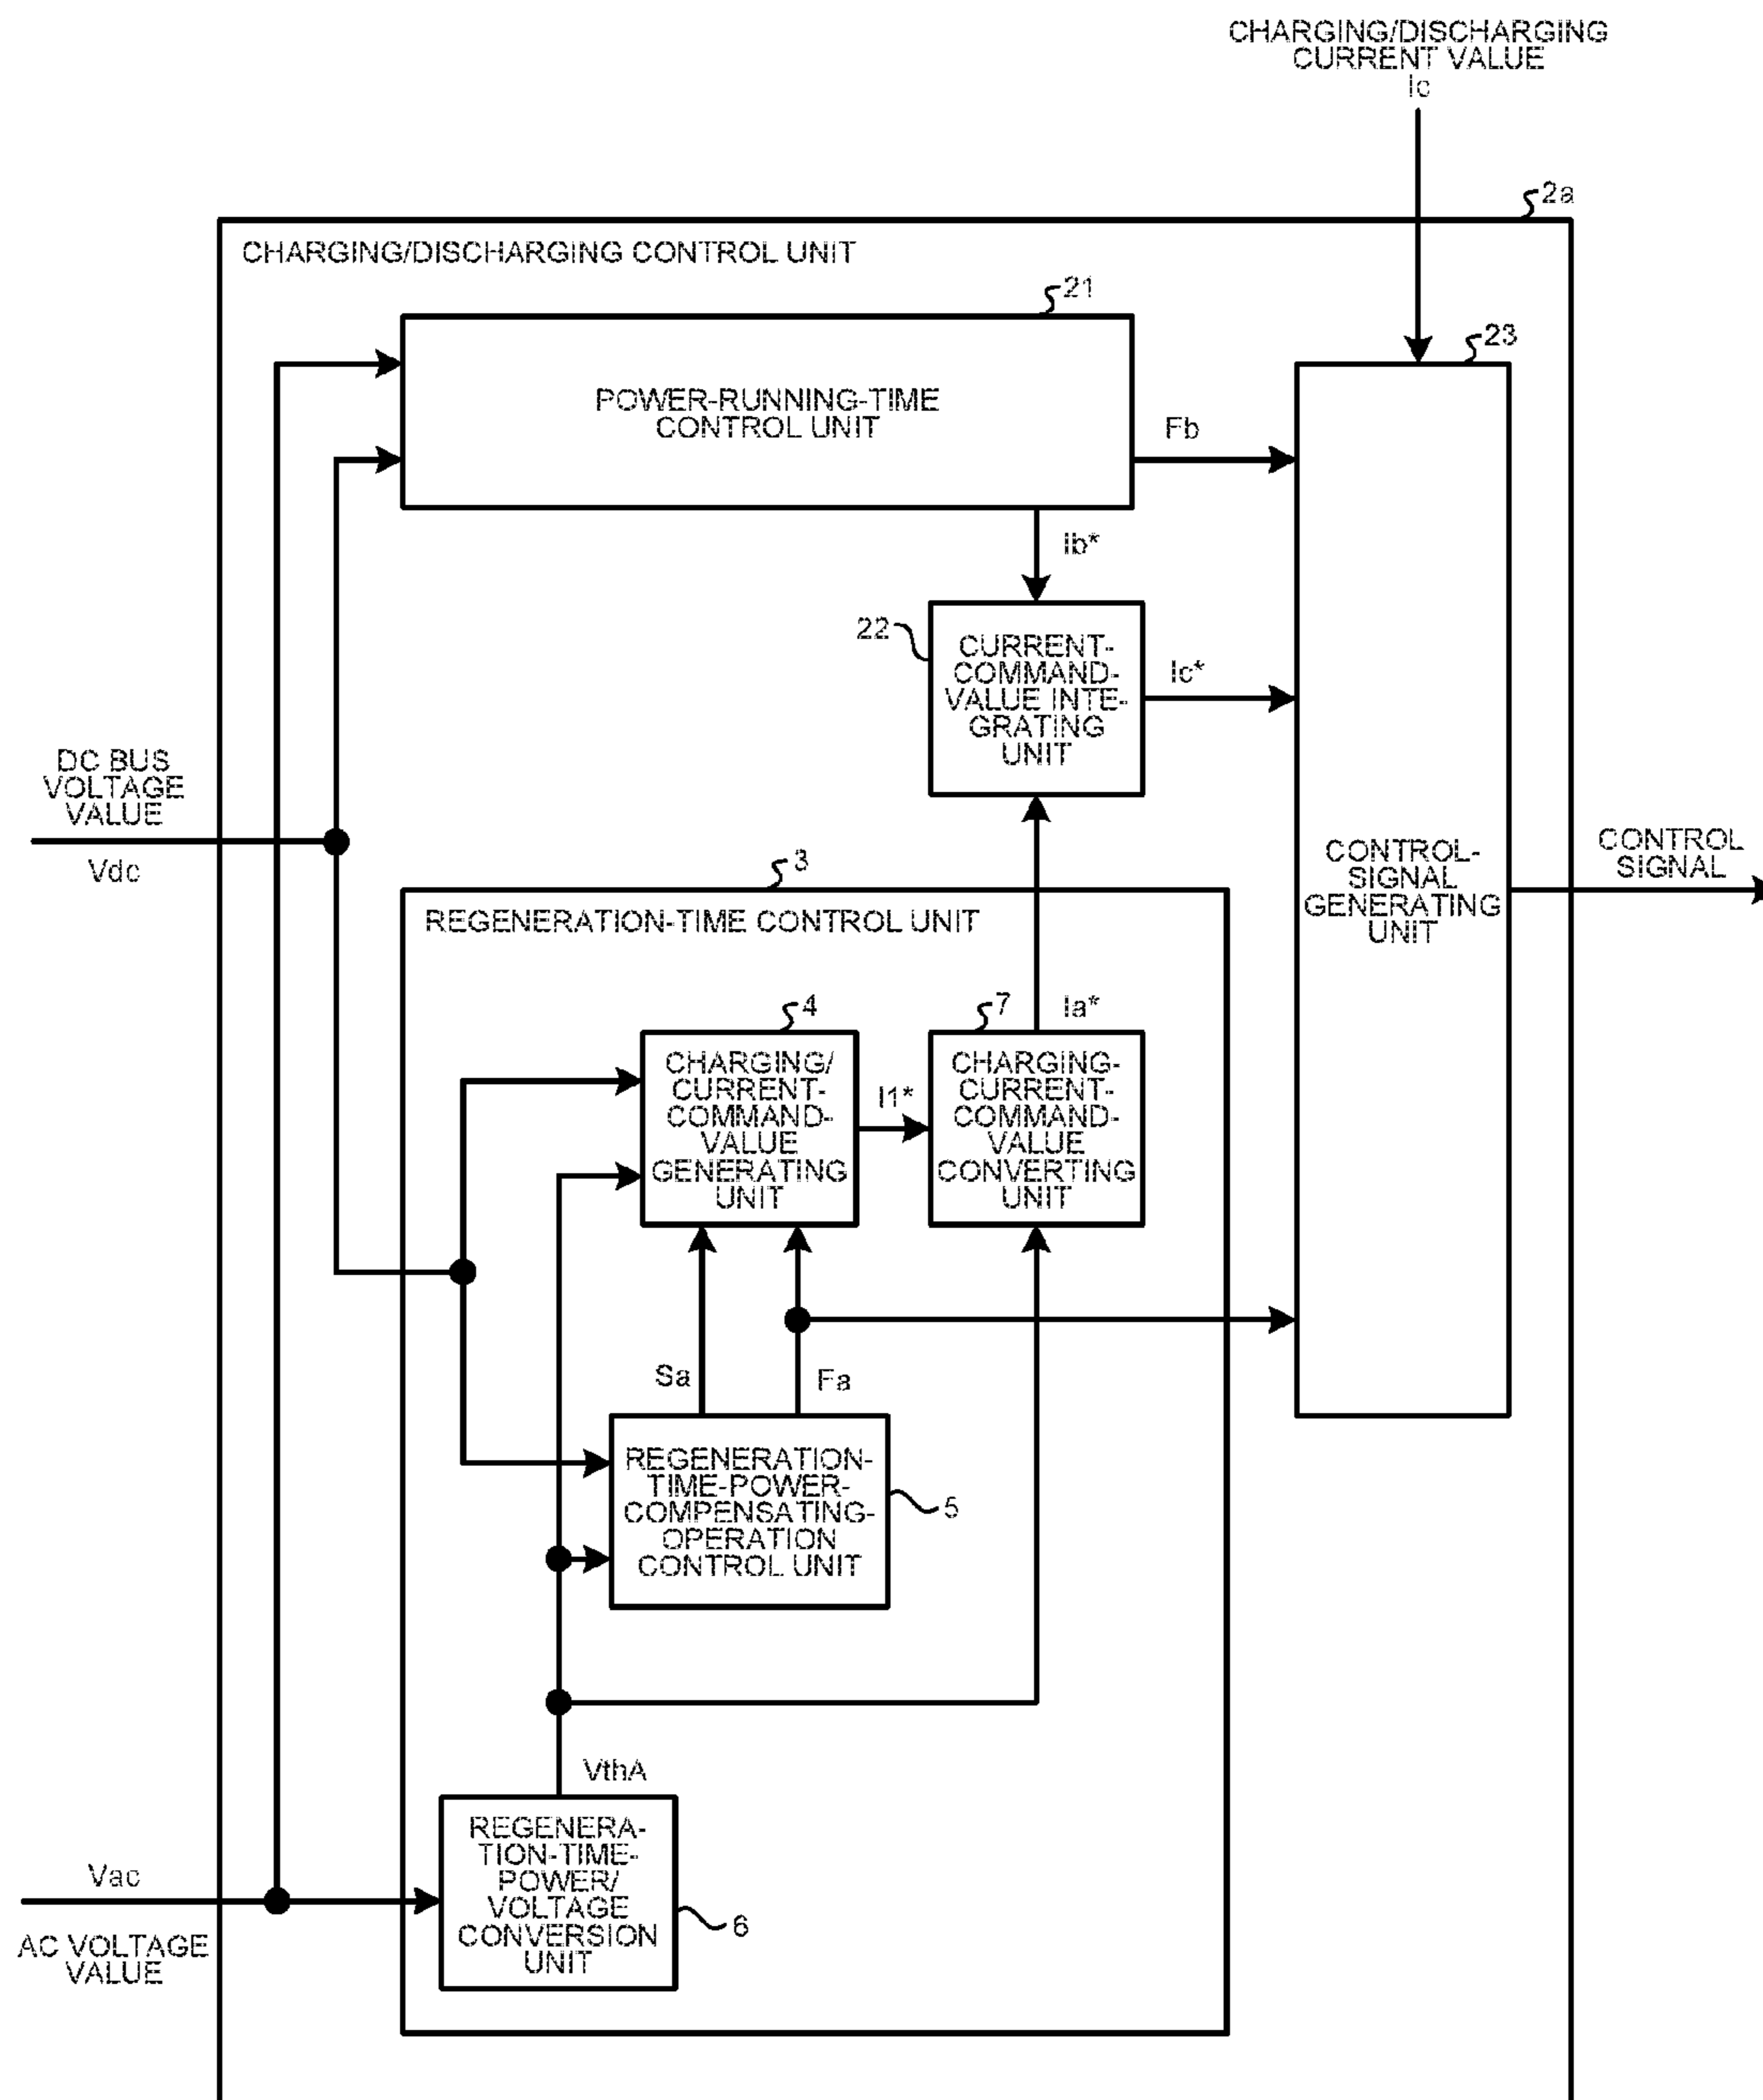 CHARGING/DISCHARGING
CURRENT VALUE
Ic
2a
CHARGING/DISCHARGING CONTROL UNIT
21
POWER-RUNNING-TIME
CONTROL UNIT
23
Fb
Ib*
22
CURRENT-
COMMAND-
VALUE INTE-
GRATING
UNIT
Ic*
DC BUS
VOLTAGE
VALUE
Vdc
CONTROL-
SIGNAL
GENERATING
UNIT
CONTROL
SIGNAL
3
REGENERATION-TIME CONTROL UNIT
4
CHARGING/
CURRENT-
COMMAND-
VALUE
GENERATING
UNIT
I1*
7
Ia*
CHARGING-
CURRENT-
COMMAND-
VALUE
CONVERTING
UNIT
Sa
Fa
REGENERATION-
TIME-POWER-
COMPENSATING-
OPERATION
CONTROL UNIT
5
VthA
REGENERA-
TION-TIME-
POWER/
VOLTAGE
CONVERSION
UNIT
6
Vac
AC VOLTAGE
VALUE